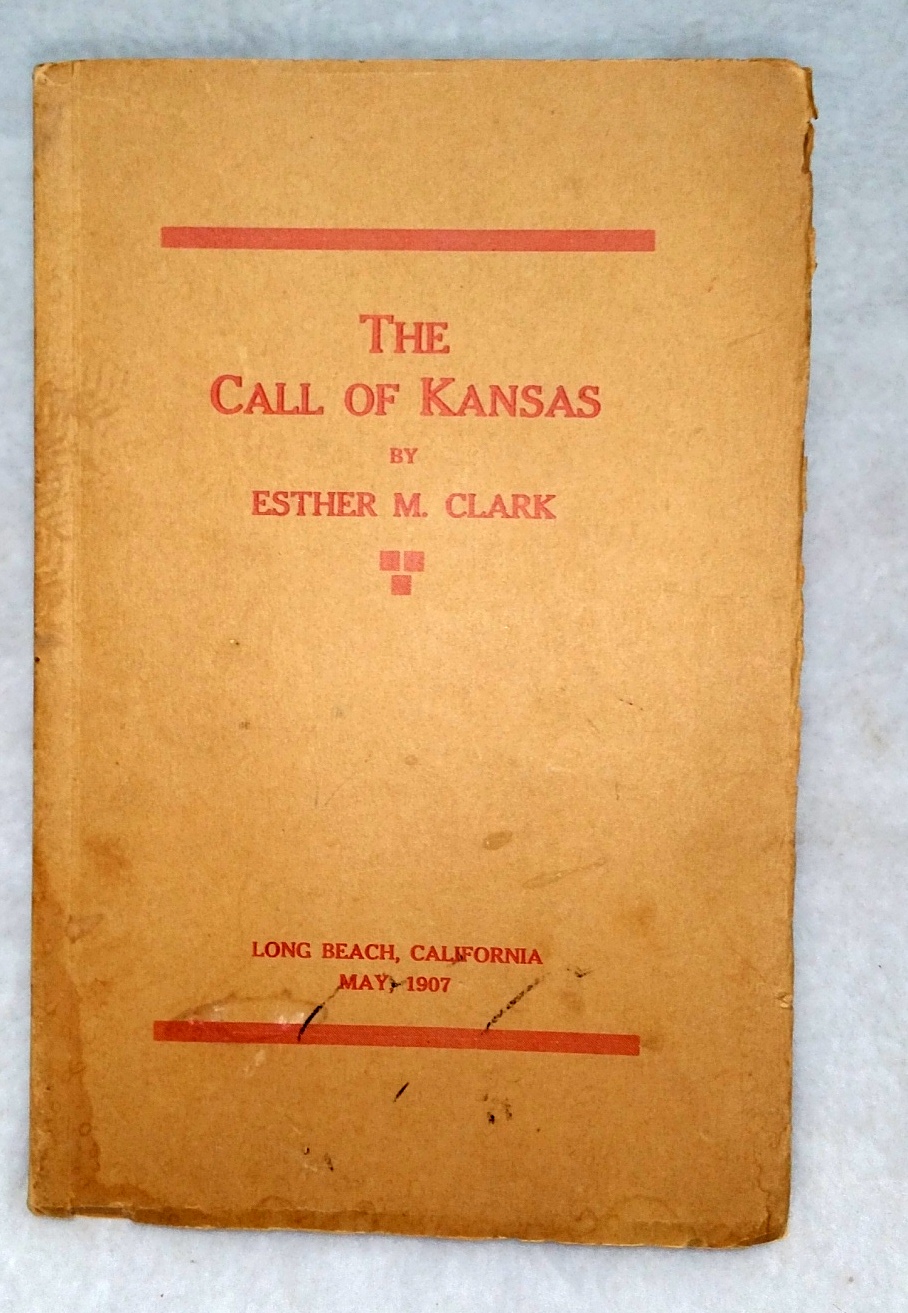 THE
CALL OF KANSAS
BY
ESTHER M. CLARK
LONG BEACH, CALIFORNIA
MAY, 1907